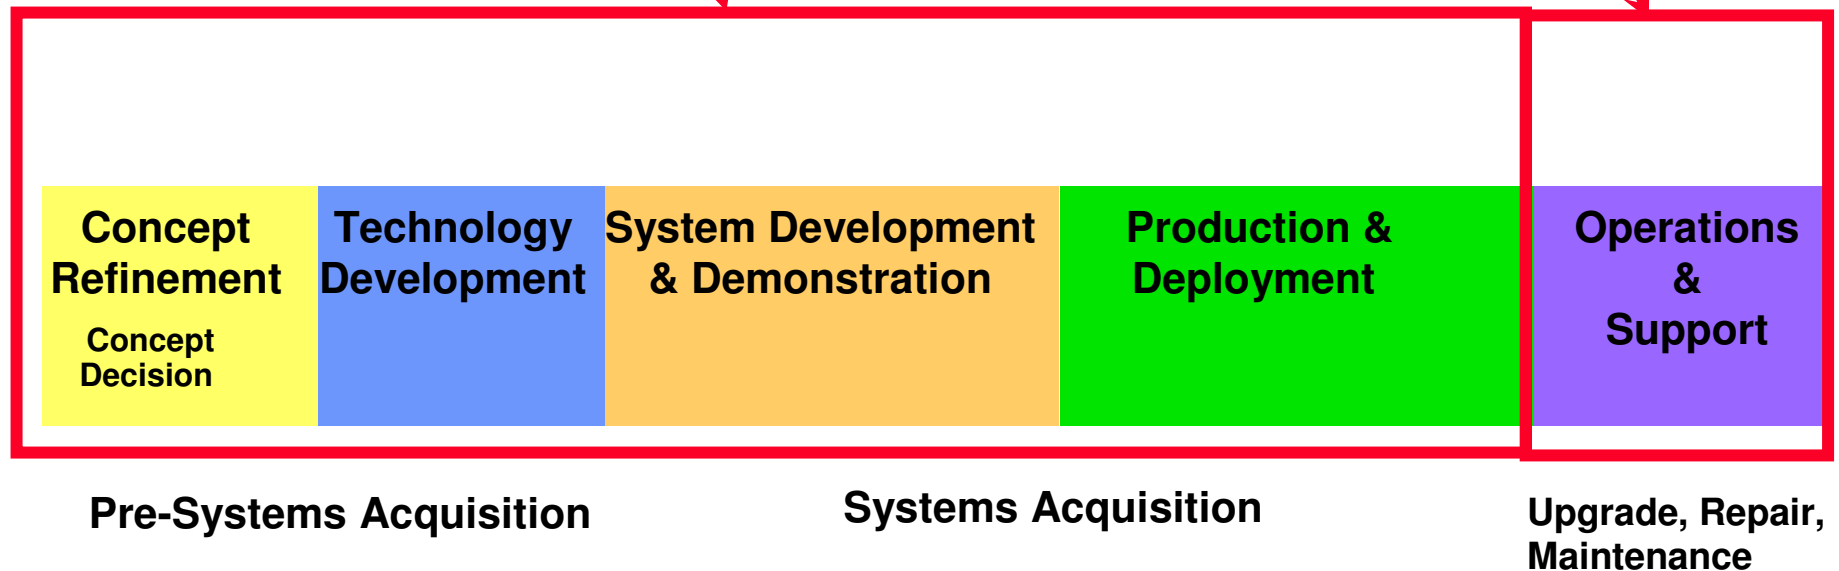 Concept
Refinement
Concept
Decision
Technology
Development
System Development
& Demonstration
Production &
Deployment
Operations
&
Support
Pre-Systems Acquisition
Systems Acquisition
Upgrade, Repair,
Maintenance